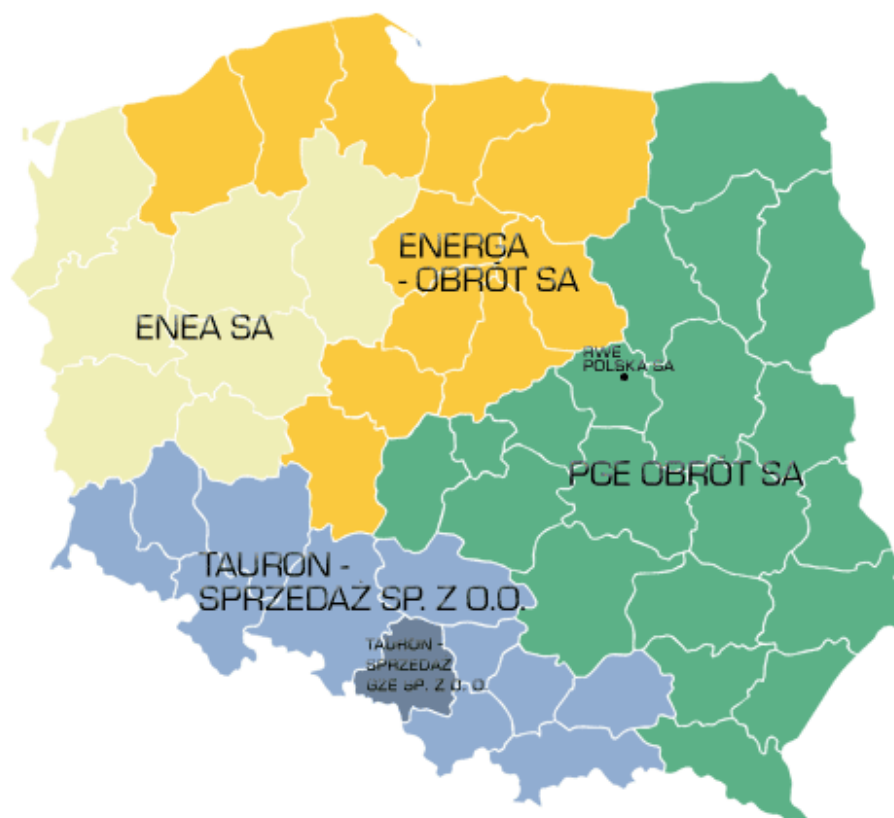 ENERGA
- OBRÓT SA
ENEA SA
RWE
POLSKA SA
PGE OBRÓT SA
TAURON -
SPRZEDAŻ SP. Z O.O.
TAURON -
SPRZEDAŻ
GZE SP. Z O. O.